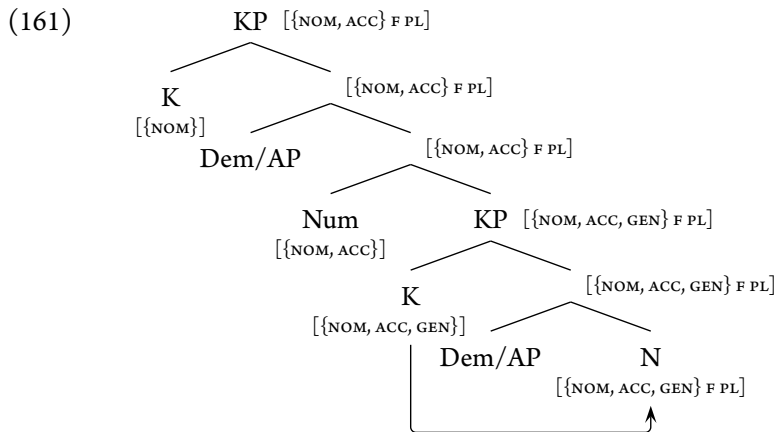 (161)
KP [{NOM, ACC} F PL]
K
[{NOM}]
[{NOM, ACC} F PL]
Dem/AP
[{NOM, ACC} F PL]
Num
[{NOM, ACC}]
KP [{NOM, ACC, GEN} F PL]
K
[{NOM, ACC, GEN}]
[{NOM, ACC, GEN} F PL]
Dem/AP
N
[{NOM, ACC, GEN} F PL]